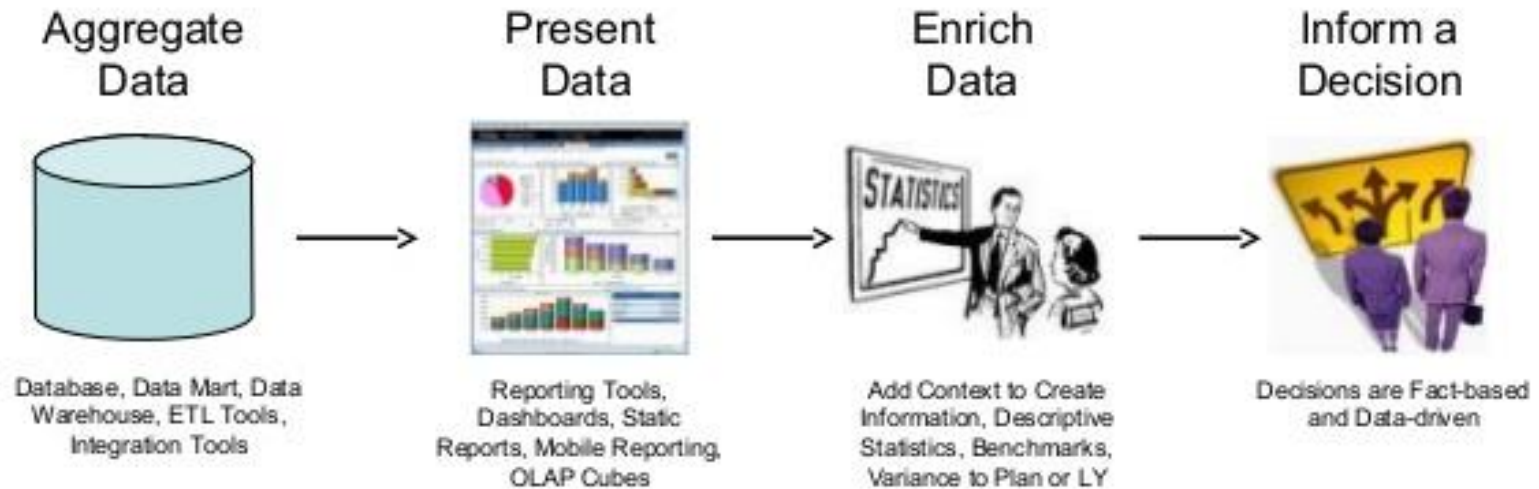 Aggregate
Data
Present
Data
Enrich
Data
Inform a
Decision
STATISTICS
Database, Data Mart, Data
Warehouse, ETL Tools,
Integration Tools
Reporting Tools,
Dashboards, Static
Reports, Mobile Reporting,
OLAP Cubes
Add Context to Create
Information, Descriptive
Statistics, Benchmarks,
Variance to Plan or LY
Decisions are Fact-based
and Data-driven